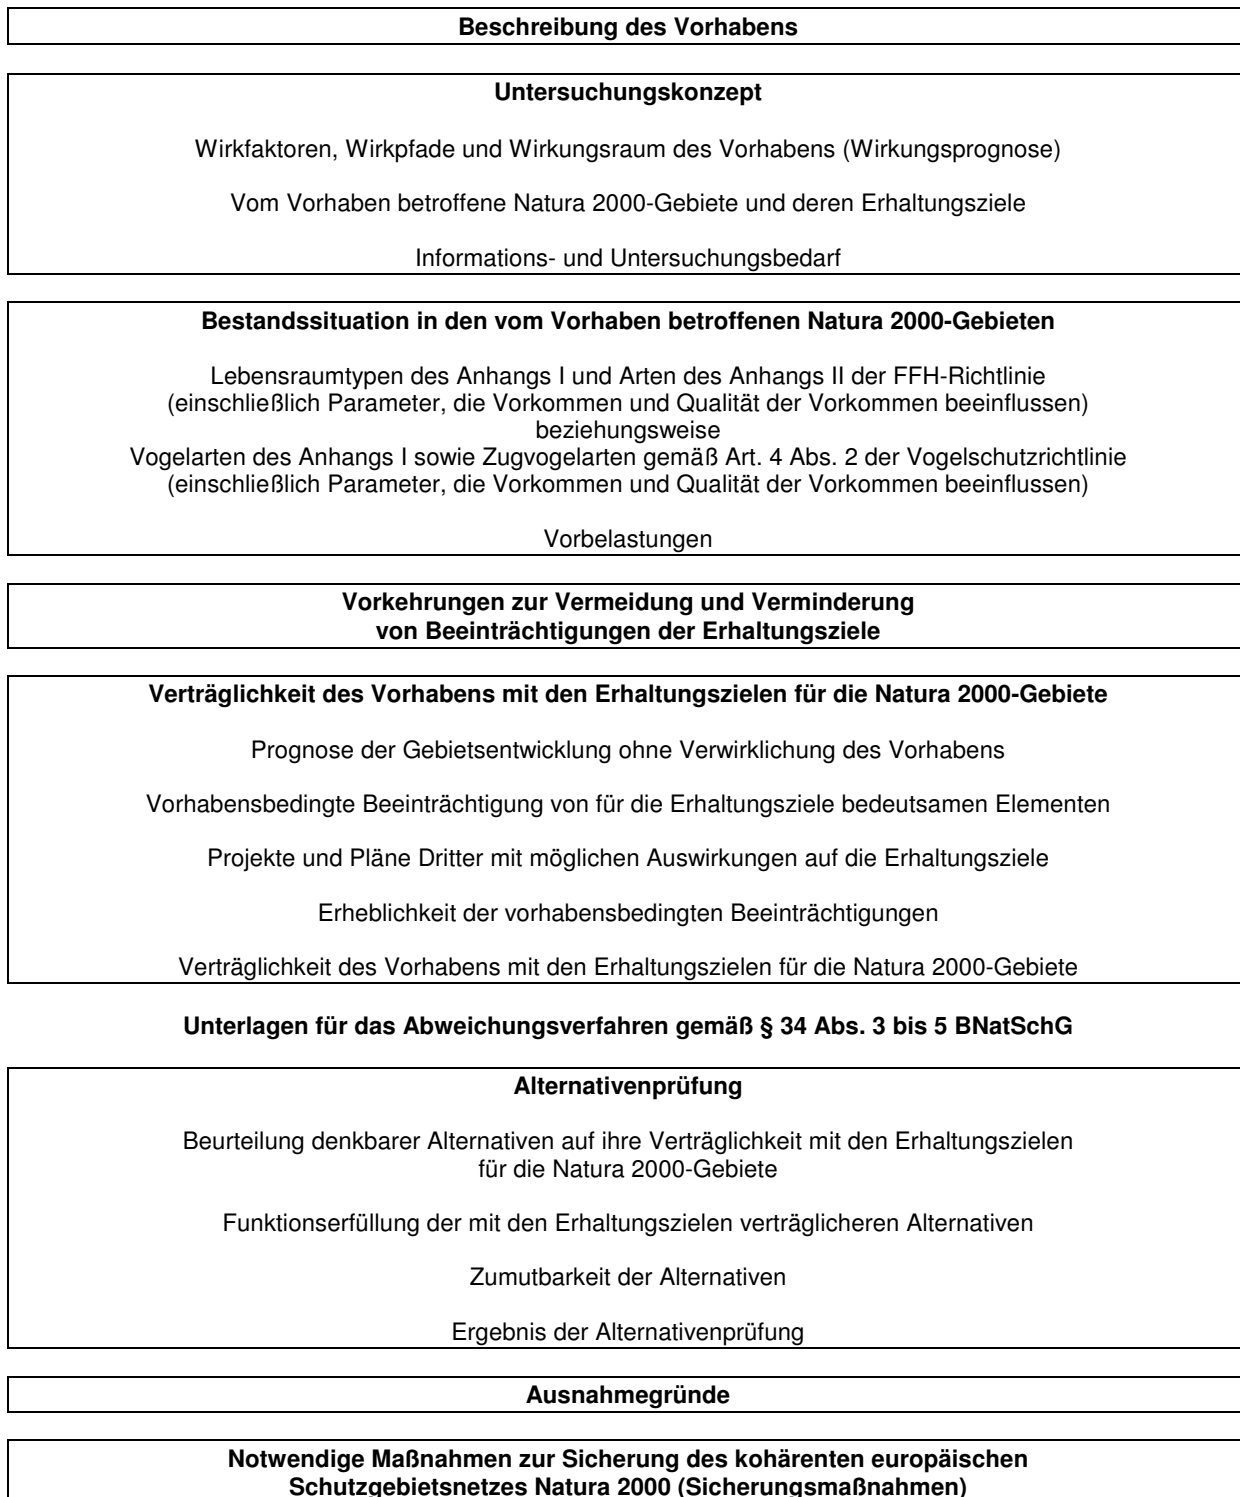 Beschreibung des Vorhabens
Untersuchungskonzept
Wirkfaktoren, Wirkpfade und Wirkungsraum des Vorhabens (Wirkungsprognose)
Vom Vorhaben betroffene Natura 2000-Gebiete und deren Erhaltungsziele
Informations- und Untersuchungsbedarf
Bestandssituation in den vom Vorhaben betroffenen Natura 2000-Gebieten
Lebensraumtypen des Anhangs I und Arten des Anhangs II der FFH-Richtlinie
(einschließlich Parameter, die Vorkommen und Qualität der Vorkommen beeinflussen)
beziehungsweise
Vogelarten des Anhangs I sowie Zugvogelarten gemäß Art. 4 Abs. 2 der Vogelschutzrichtlinie
(einschließlich Parameter, die Vorkommen und Qualität der Vorkommen beeinflussen)
Vorbelastungen
Vorkehrungen zur Vermeidung und Verminderung
von Beeinträchtigungen der Erhaltungsziele
Verträglichkeit des Vorhabens mit den Erhaltungszielen für die Natura 2000-Gebiete
Prognose der Gebietsentwicklung ohne Verwirklichung des Vorhabens
Vorhabensbedingte Beeinträchtigung von für die Erhaltungsziele bedeutsamen Elementen
Projekte und Pläne Dritter mit möglichen Auswirkungen auf die Erhaltungsziele
Erheblichkeit der vorhabensbedingten Beeinträchtigungen
Verträglichkeit des Vorhabens mit den Erhaltungszielen für die Natura 2000-Gebiete
Unterlagen für das Abweichungsverfahren gemäß § 34 Abs. 3 bis 5 BNatSchG
Alternativenprüfung
Beurteilung denkbarer Alternativen auf ihre Verträglichkeit mit den Erhaltungszielen
für die Natura 2000-Gebiete
Funktionserfüllung der mit den Erhaltungszielen verträglicheren Alternativen
Zumutbarkeit der Alternativen
Ergebnis der Alternativenprüfung
Ausnahmegründe
Notwendige Maßnahmen zur Sicherung des kohärenten europäischen
Schutzgebietsnetzes Natura 2000 (Sicherungsmaßnahmen)